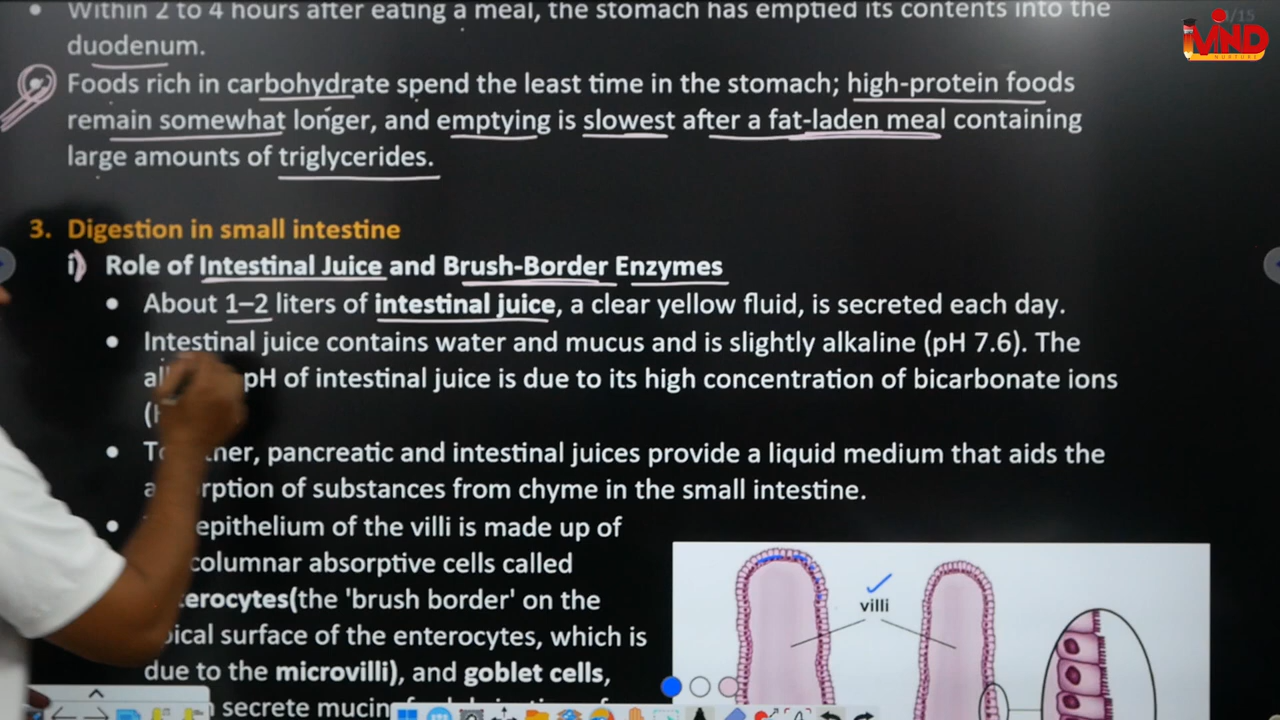 Within 2 to 4 hours after eating a meal, the stomach has emptied its contents into the
duodenum.
Foods rich in carbohydrate spend the least time in the stomach; high-protein foods
remain somewhat longer, and emptying is slowest after a fat-laden meal containing
large amounts of triglycerides.
3. Digestion in small intestine
i) Role of Intestinal Juice and Brush-Border Enzymes
About 1–2 liters of intestinal juice, a clear yellow fluid, is secreted each day.
Intestinal juice contains water and mucus and is slightly alkaline (pH 7.6). The
pH of intestinal juice is due to its high concentration of bicarbonate ions
pancreatic and intestinal juices provide a liquid medium that aids the
of substances from chyme in the small intestine.
epithelium of the villi is made up of
columnar absorptive cells called
(the 'brush border' on the
surface of the enterocytes, which is
due to the microvilli), and goblet cells,
secrete mucin
villi
MIND
NURTURE
/15